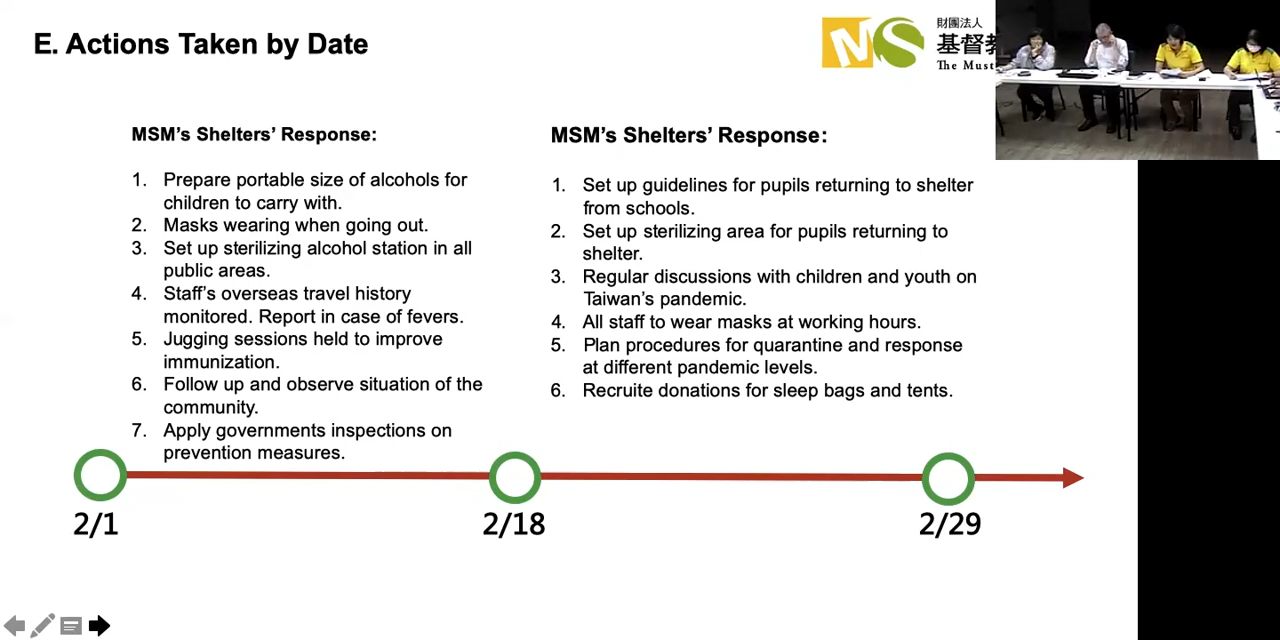 E. Actions Taken by Date
財團法人
基督教
The Must
MSM's Shelters' Response:
1. Prepare portable size of alcohols for
children to carry with.
2. Masks wearing when going out.
3. Set up sterilizing alcohol station in all
public areas.
4. Staff's overseas travel history
monitored. Report in case of fevers.
5. Jugging sessions held to improve
immunization.
6. Follow up and observe situation of the
community.
7. Apply governments inspections on
prevention measures.
MSM's Shelters' Response:
1. Set up guidelines for pupils returning to shelter
from schools.
2. Set up sterilizing area for pupils returning to
shelter.
3. Regular discussions with children and youth on
Taiwan's pandemic.
4. All staff to wear masks at working hours.
5. Plan procedures for quarantine and response
at different pandemic levels.
6. Recruite donations for sleep bags and tents.
2/1
2/18
2/29